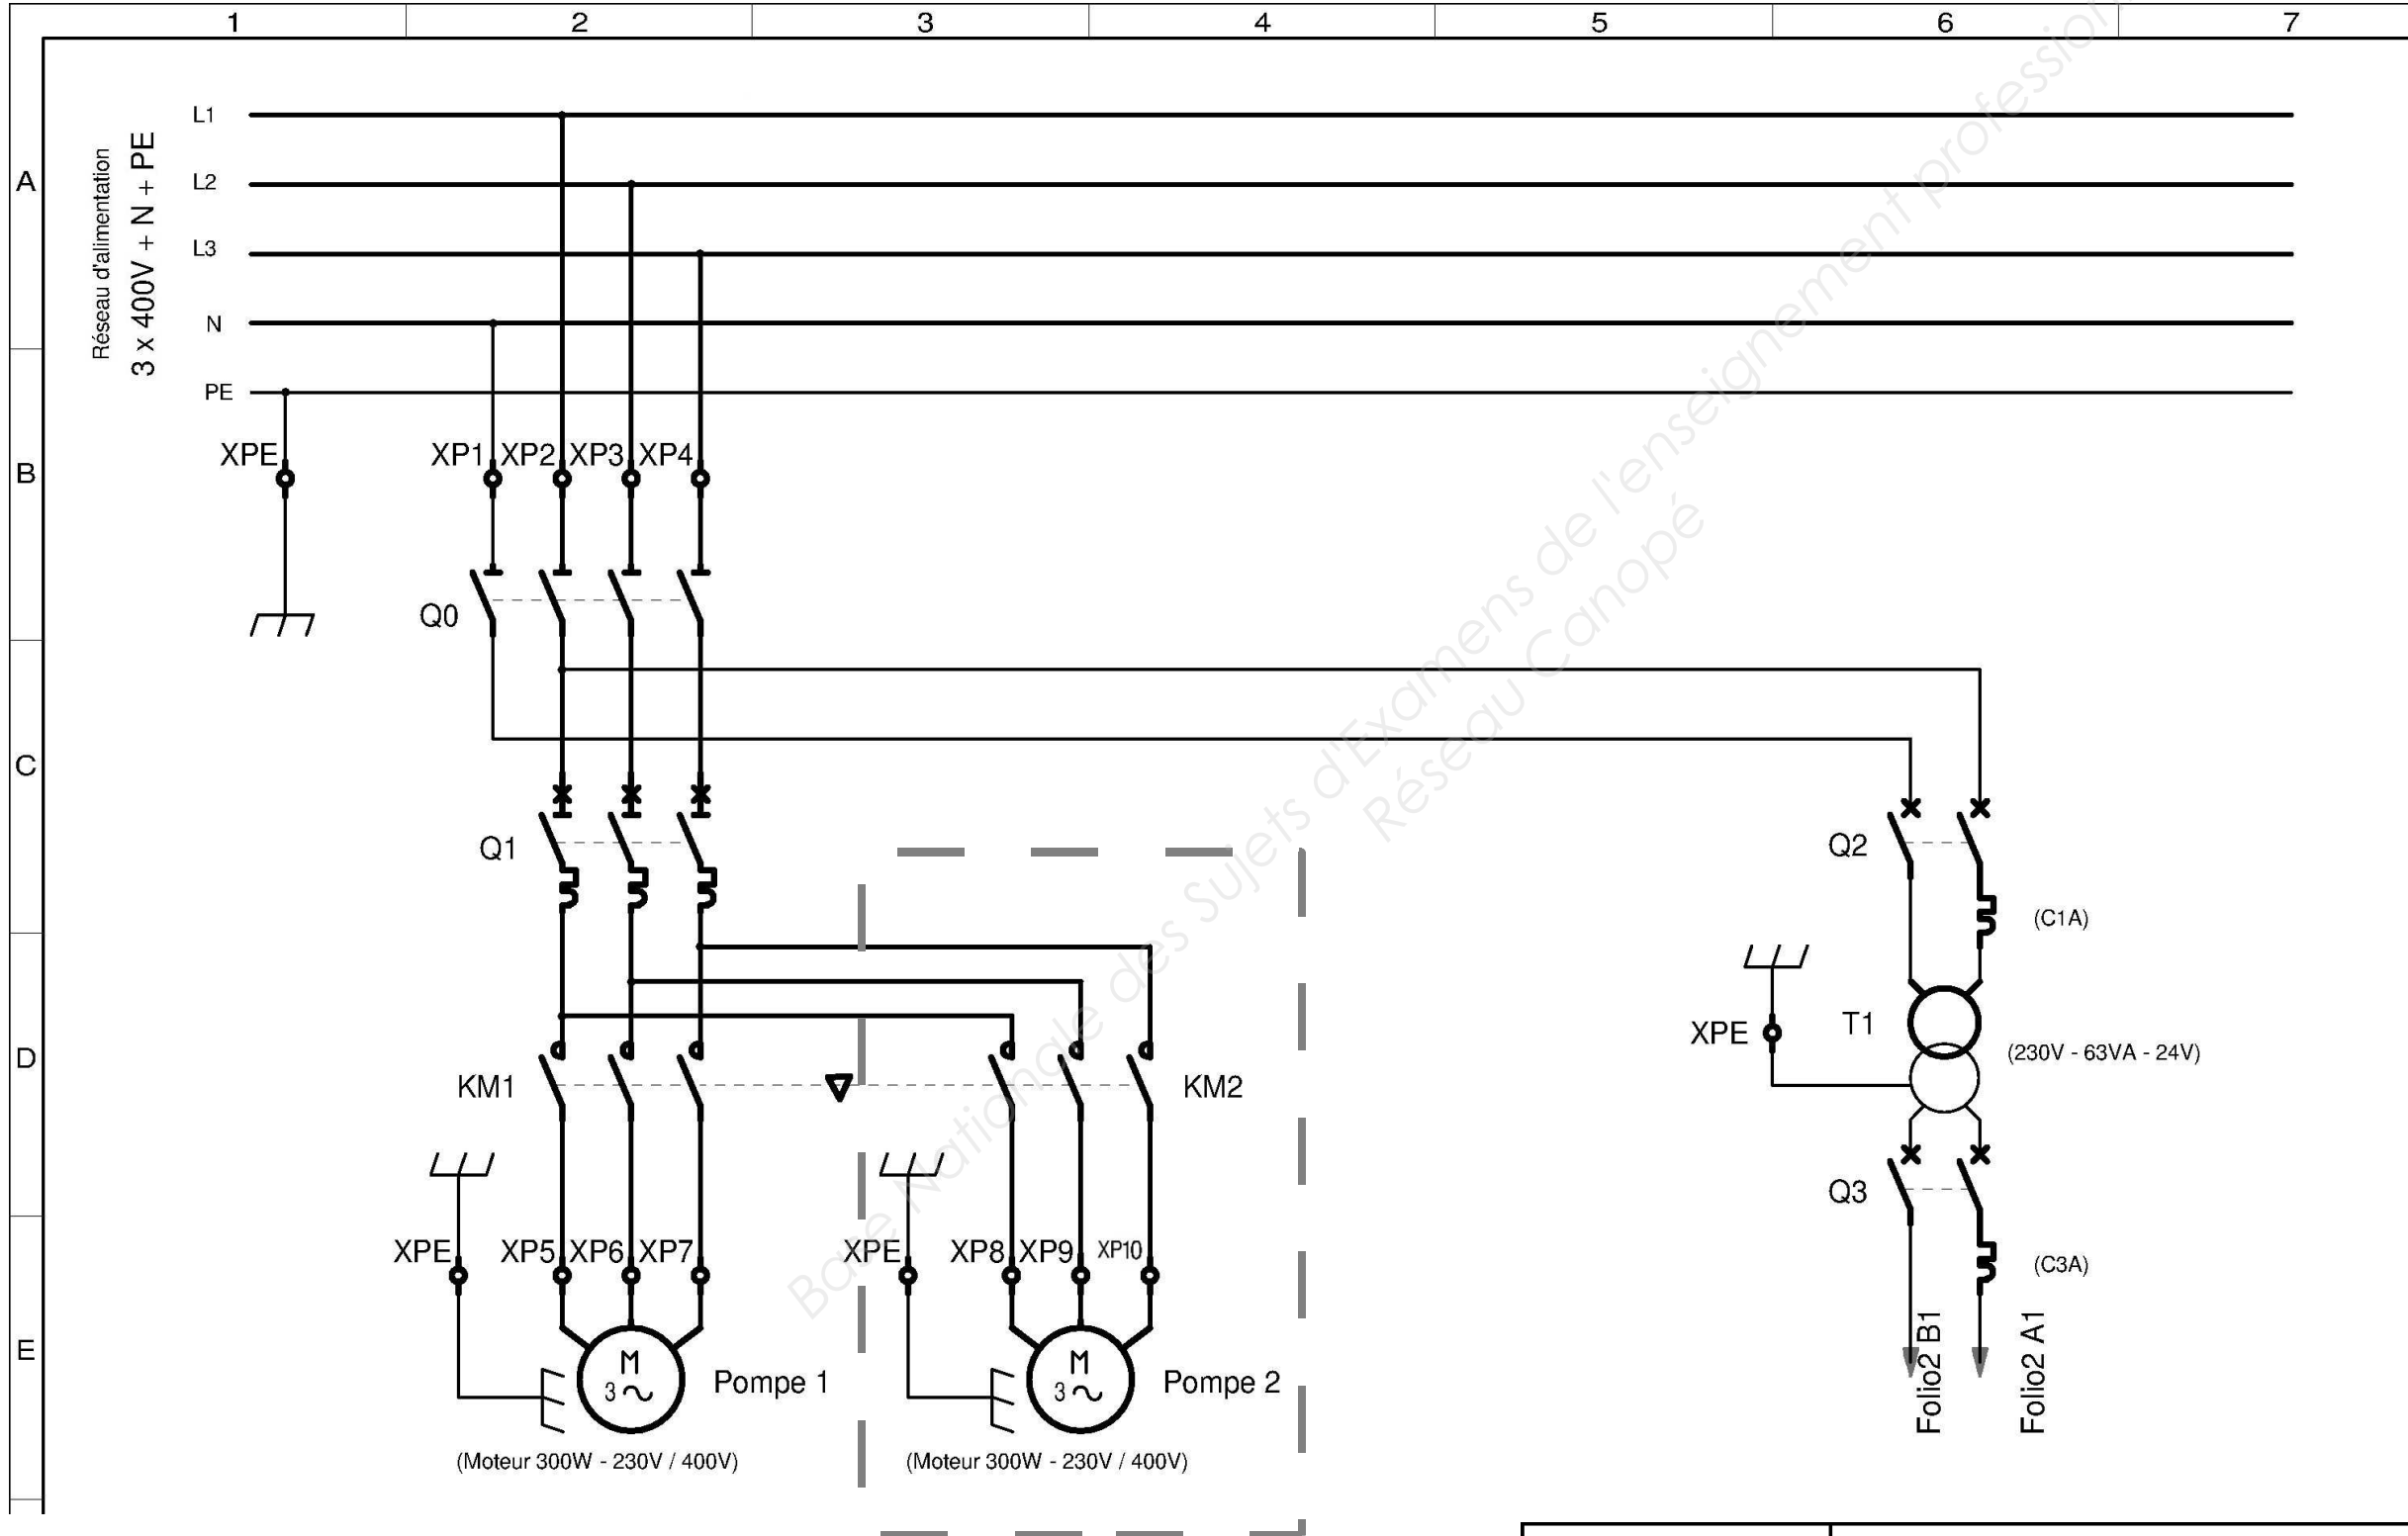 1 2 3 4 5 6 7
A
B
C
D
E
Réseau d'alimentation
3 x 400V + N + PE
L1
L2
L3
N
PE
XPE XP1 XP2 XP3 XP4
Q0
Q1
Q2
(C1A)
XPE T1
(230V - 63VA - 24V)
KM1 KM2
Q3
(C3A)
XPE XP5 XP6 XP7 XPE XP8 XP9 XP10
M
3
Pompe 1
M
3
Pompe 2
Folio2 B1
Folio2 A1
(Moteur 300W - 230V / 400V) (Moteur 300W - 230V / 400V)
Base Nationale des Sujets d'Examens de l'enseignement
Réseau Canopé